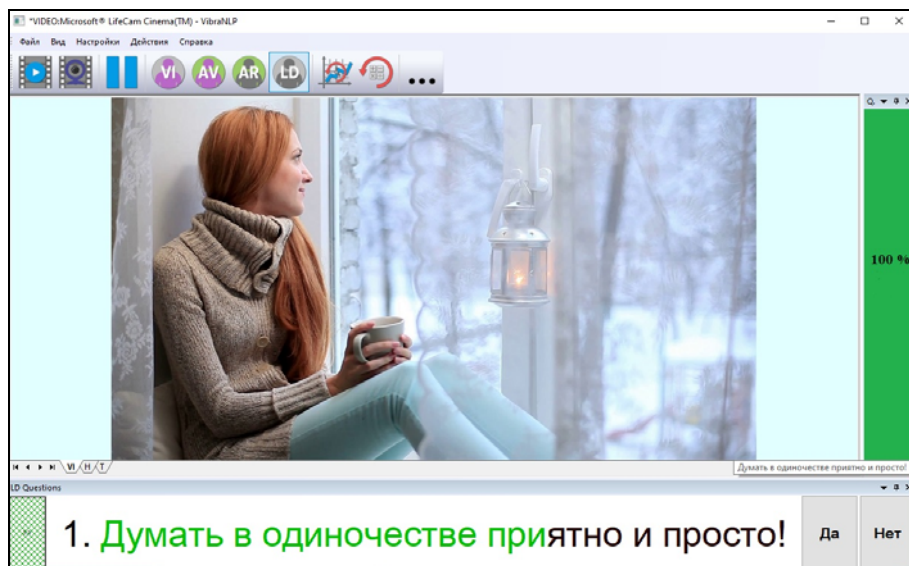 *VIDEO:Microsoft® LifeCam Cinema(TM) - VibraNLP
Файл Вид Настройки Действия Справка
VI AV AR LD
100 %
VI H T
Думать в одиночестве приятно и просто!
LD Questions
1. Думать в одиночестве приятно и просто! Да Нет